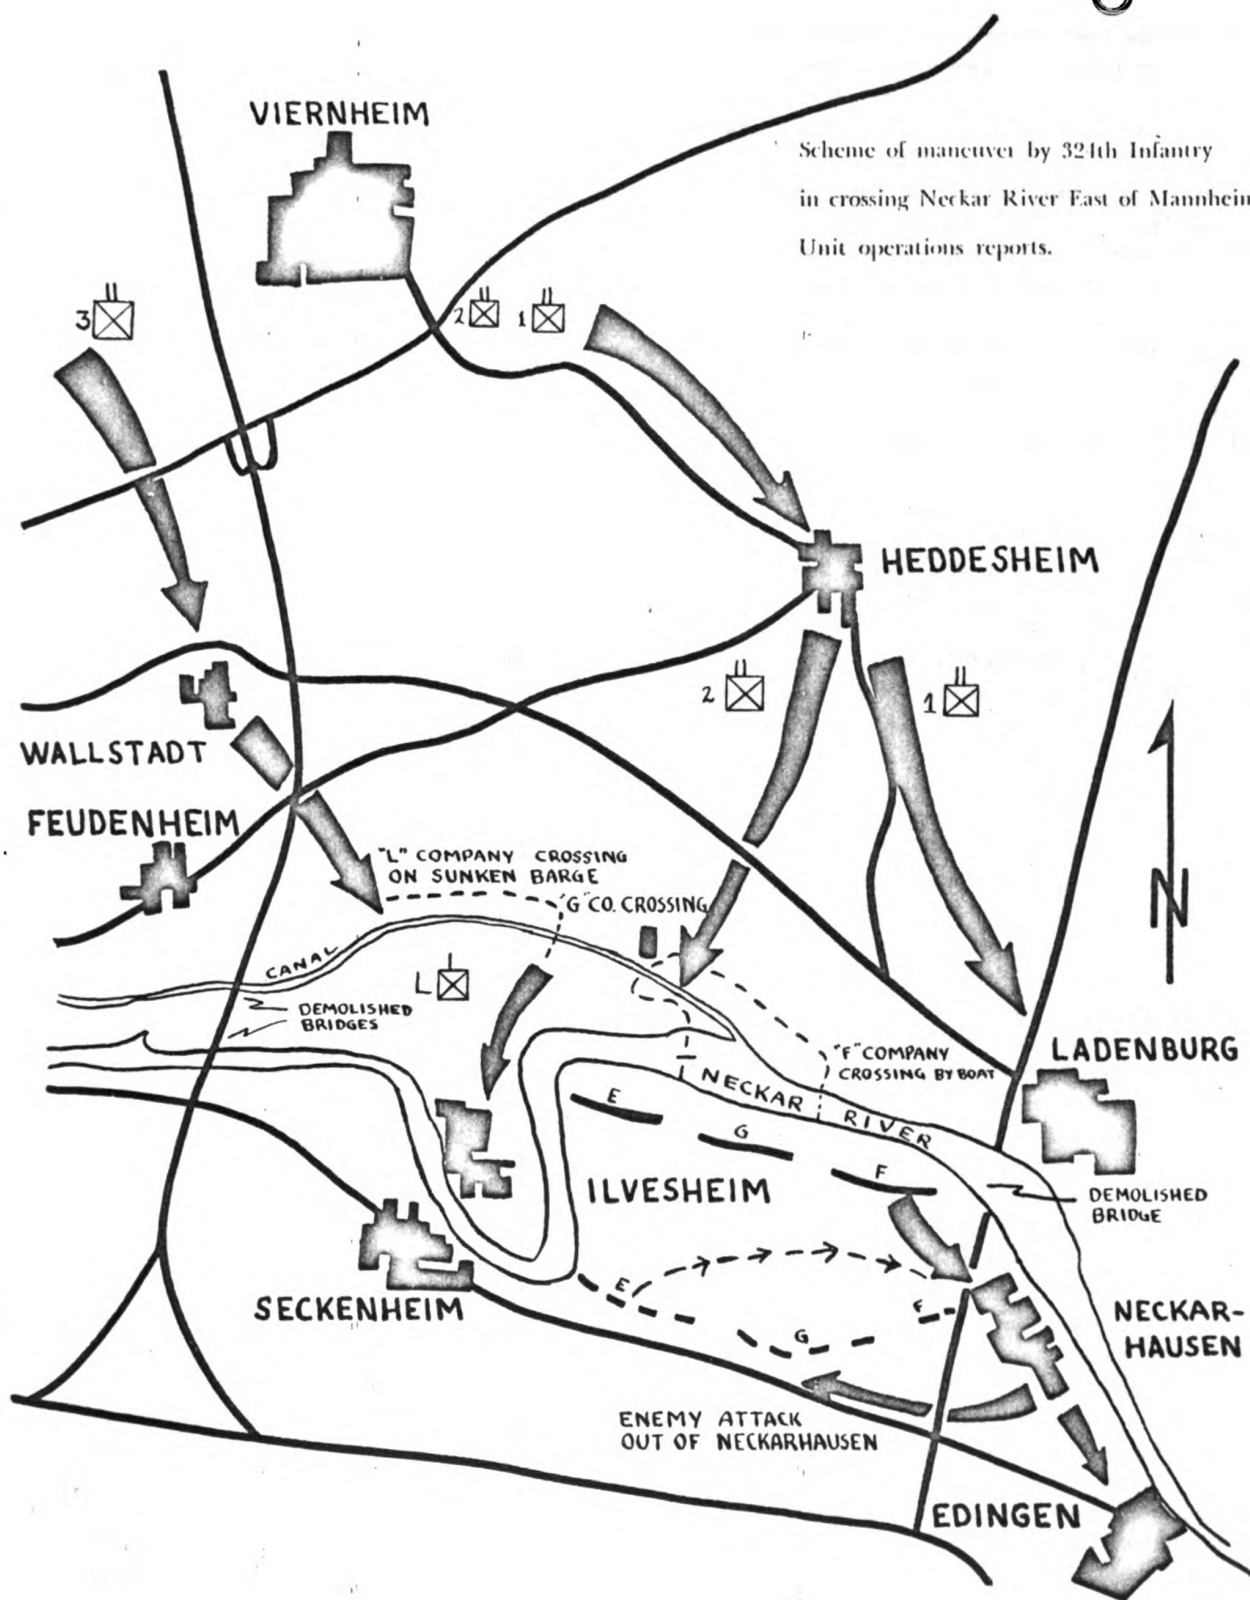 VIERNHEIM
Scheme of maneuver by 324th Infantry
in crossing Neckar River East of Mannheim
Unit operations reports.
3
2
1
HEDDESHEIM
2
1
WALLSTADT
FEUDENHEIM
"L" COMPANY CROSSING
ON SUNKEN BARGE
"G" CO. CROSSING
N
CANAL
L
DEMOLISHED
BRIDGES
"F" COMPANY
CROSSING BY BOAT
LADENBURG
NECKAR RIVER
E
G
F
ILVESHEIM
DEMOLISHED
BRIDGE
SECKENHEIM
E
F
G
NECKAR-
HAUSEN
ENEMY ATTACK
OUT OF NECKARHAUSEN
EDINGEN